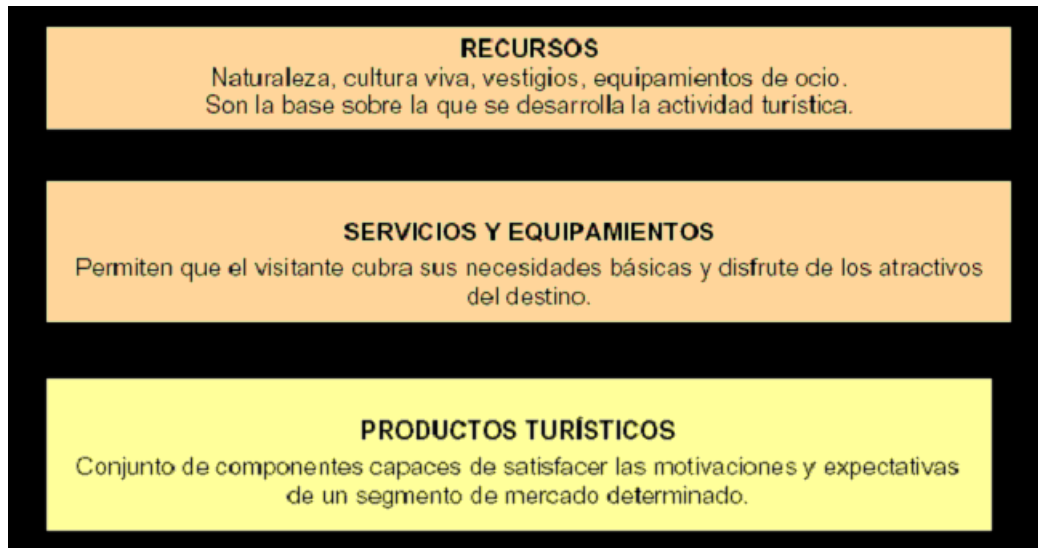 RECURSOS
Naturaleza, cultura viva, vestigios, equipamientos de ocio.
Son la base sobre la que se desarrolla la actividad turística.
SERVICIOS Y EQUIPAMIENTOS
Permiten que el visitante cubra sus necesidades básicas y disfrute de los atractivos
del destino.
PRODUCTOS TURÍSTICOS
Conjunto de componentes capaces de satisfacer las motivaciones y expectativas
de un segmento de mercado determinado.